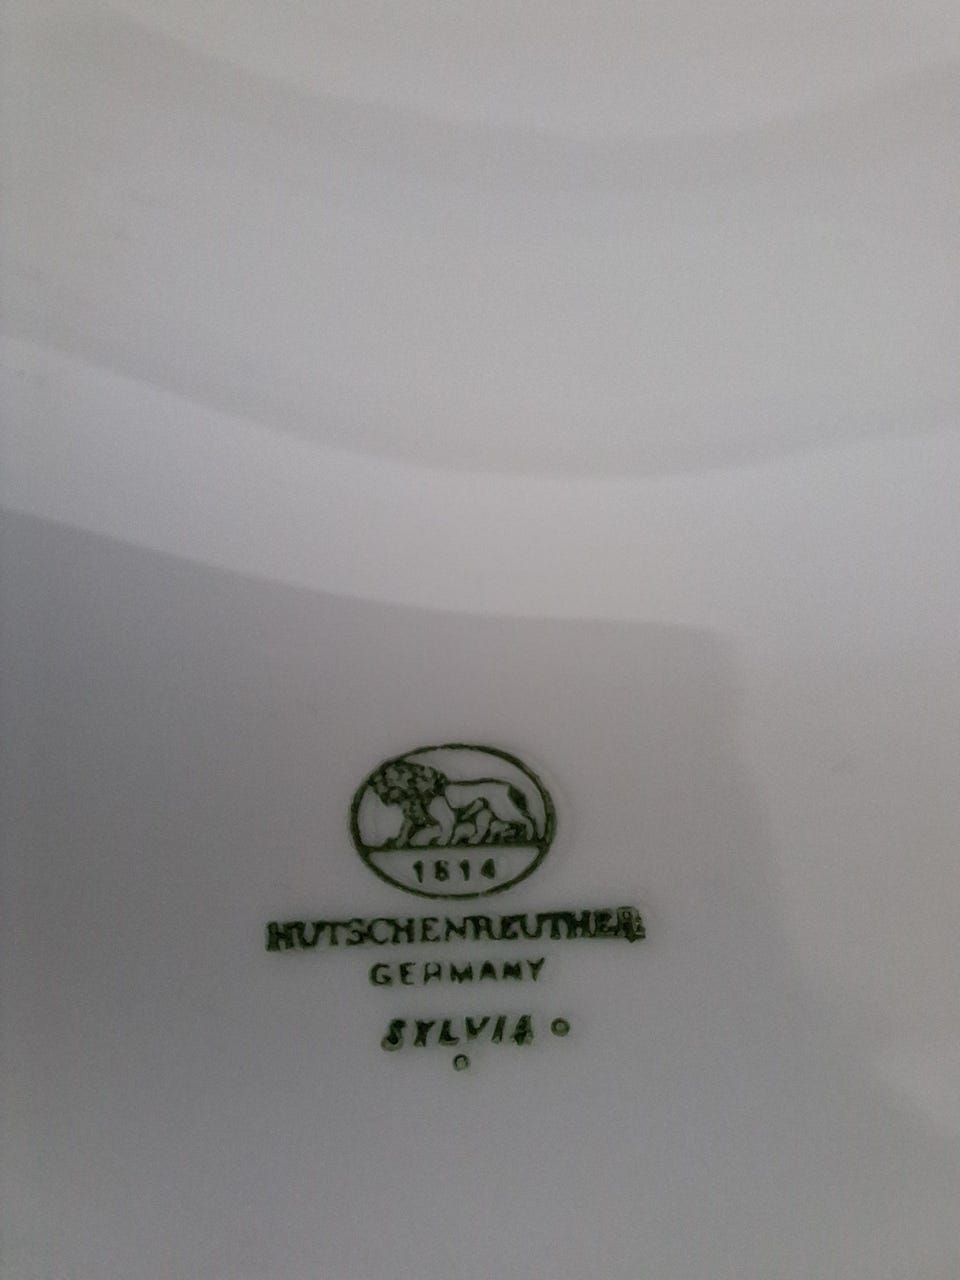 1814
HUTSCHENREUTHER
GERMANY
SYLVIA